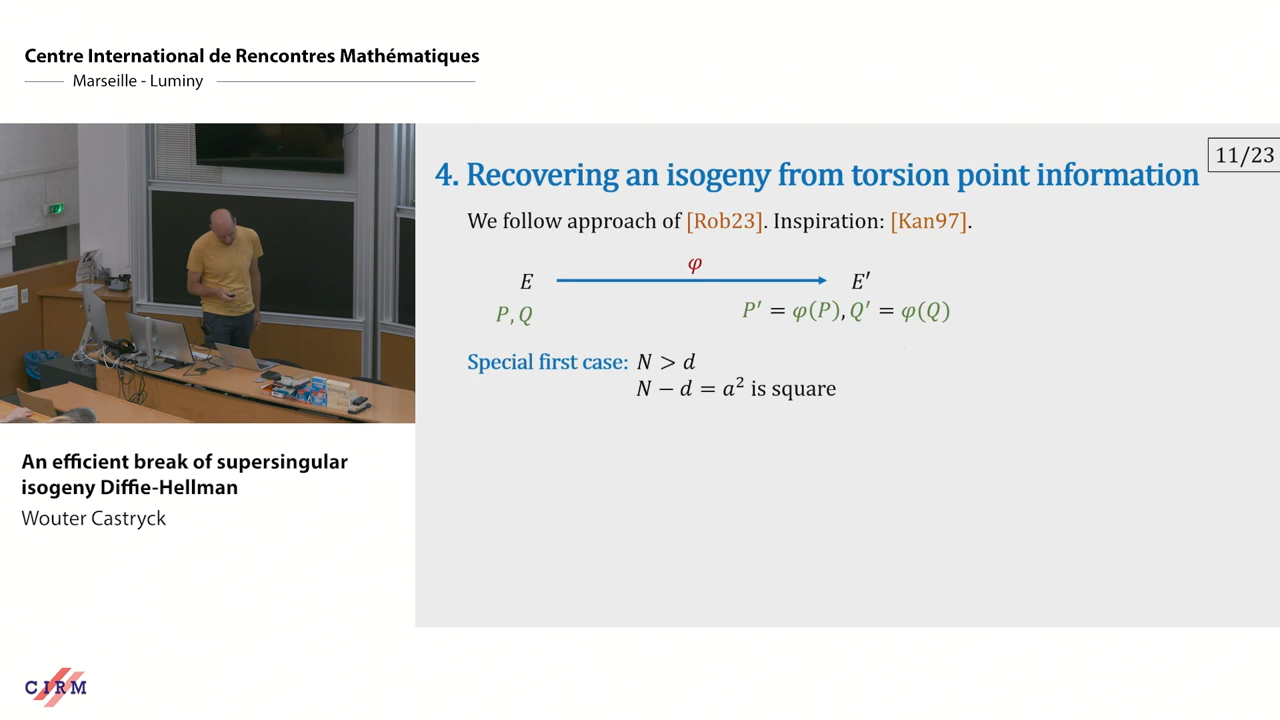 Centre International de Rencontres Mathématiques
Marseille - Luminy
11/23
4. Recovering an isogeny from torsion point information
We follow approach of [Rob23]. Inspiration: [Kan97].
φ
E E′
P, Q P′ = φ(P), Q′ = φ(Q)
Special first case: N > d
N − d = a² is square
An efficient break of supersingular
isogeny Diffie-Hellman
Wouter Castryck
CIRM